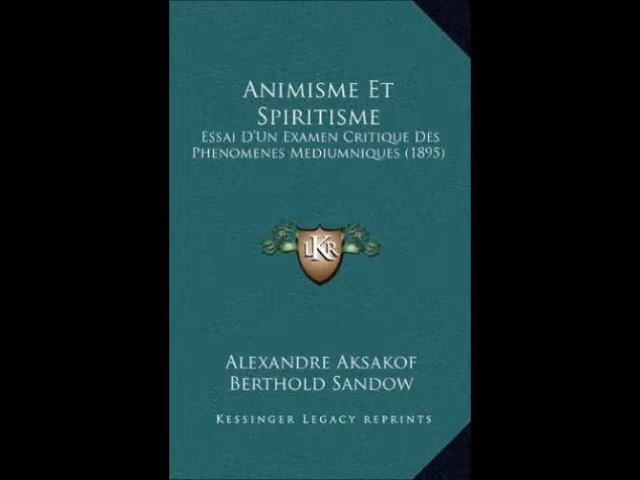 Animisme Et
Spiritisme
Essai D'Un Examen Critique Des
Phenomenes Mediumniques (1895)
LKR
Alexandre Aksakof
Berthold Sandow
Kessinger Legacy reprints